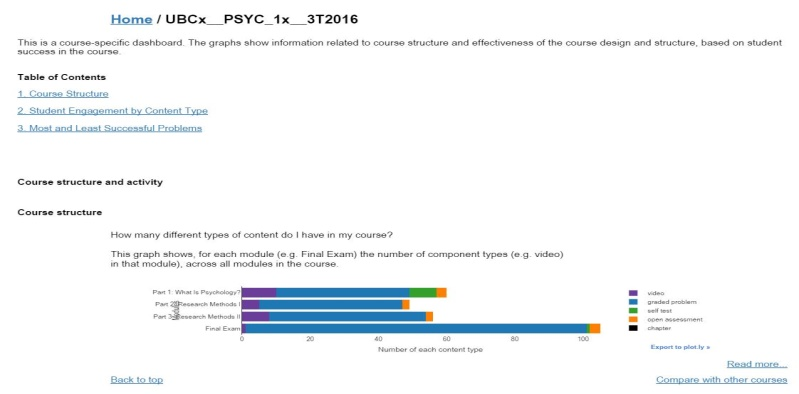 Home / UBCx__PSYC_1x__3T2016
This is a course-specific dashboard. The graphs show information related to course structure and effectiveness of the course design and structure, based on student
success in the course.
Table of Contents
1. Course Structure
2. Student Engagement by Content Type
3. Most and Least Successful Problems
Course structure and activity
Course structure
How many different types of content do I have in my course?
This graph shows, for each module (e.g. Final Exam) the number of component types (e.g. video)
in that module), across all modules in the course.
Part 1: What Is Psychology?
Part 2: Research Methods I
Part 3: Research Methods II
Final Exam
0 20 40 60 80 100
Number of each content type
video
graded problem
self test
open assessment
chapter
Export to plot.ly »
Read more...
Back to top
Compare with other courses